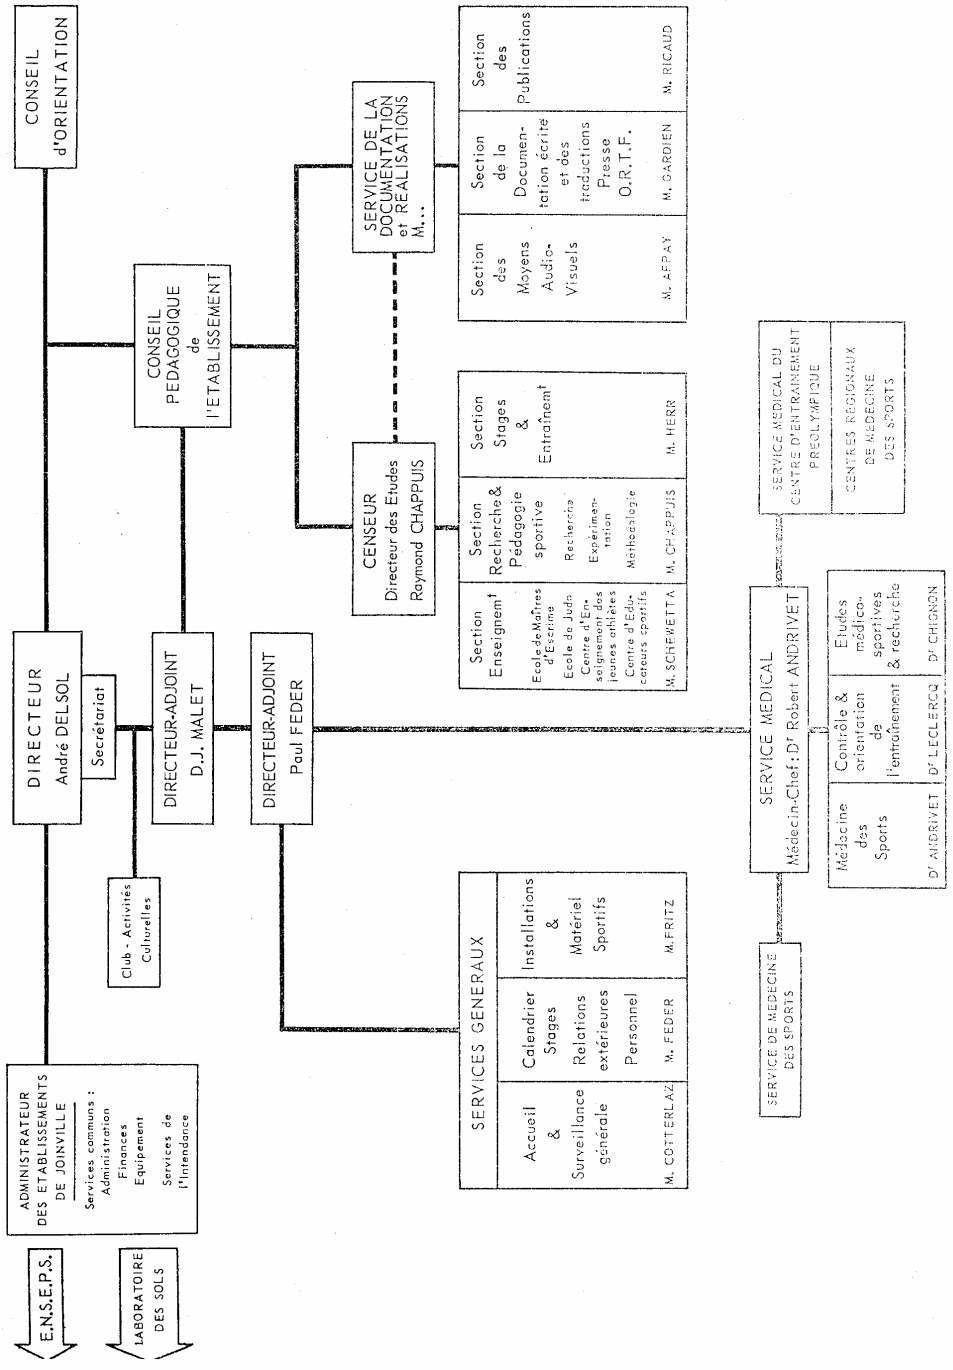 E.N.S.E.P.S.
LABORATOIRE
DES SOLS
ADMINISTRATEUR
DES ETABLISSEMENTS
DE JOINVILLE
Services communs :
Administration
Finances
Equipement
Services de
l'Intendance
DIRECTEUR
André DELSOL
Secrétariat
CONSEIL
d'ORIENTATION
Club - Activités
Culturelles
DIRECTEUR-ADJOINT
D.J. MALET
CONSEIL
PEDAGOGIQUE
de
l'ETABLISSEMENT
DIRECTEUR-ADJOINT
Paul FEDER
CENSEUR
Directeur des Etudes
Raymond CHAPPUIS
SERVICE DE LA
DOCUMENTATION
et REALISATIONS
M...
SERVICES GENERAUX
Accueil
&
Surveillance
générale
M. COTTERLAZ
Calendrier
Stages
Relations
extérieures
Personnel
M. FEDER
Installations
&
Matériel
Sportifs
M. FRITZ
Section
Enseignemt
Ecole de Maîtres
d'Escrime
Ecole de Judo
Centre d'En-
seignement des
jeunes athlètes
Centre d'Edu-
cateurs sportifs
M. SCHEWETTA
Section
Recherche &
Pédagogie
sportive
Recherche
Expérimen-
tation
Méthodologie
M. CHAPPUIS
Section
Stages
&
Entraînemt
M. HERR
Section
des
Moyens
Audio-
Visuels
M. APPAY
Section
de la
Documen-
tation écrite
et des
traductions
Presse
O.R.T.F.
M. GARDIEN
Section
des
Publications
M. RICAUD
SERVICE DE MEDECINE
DES SPORTS
SERVICE MEDICAL
Médecin-Chef : Dr Robert ANDRIVET
SERVICE MEDICAL DU
CENTRE D'ENTRAINEMENT
PREOLYMPIQUE
CENTRES REGIONAUX
DE MEDECINE
DES SPORTS
Médecine
des
Sports
Dr ANDRIVET
Contrôle &
orientation
de
l'entraînement
Dr LECLERCQ
Etudes
médico-
sportives
& recherche
Dr CHIGNON